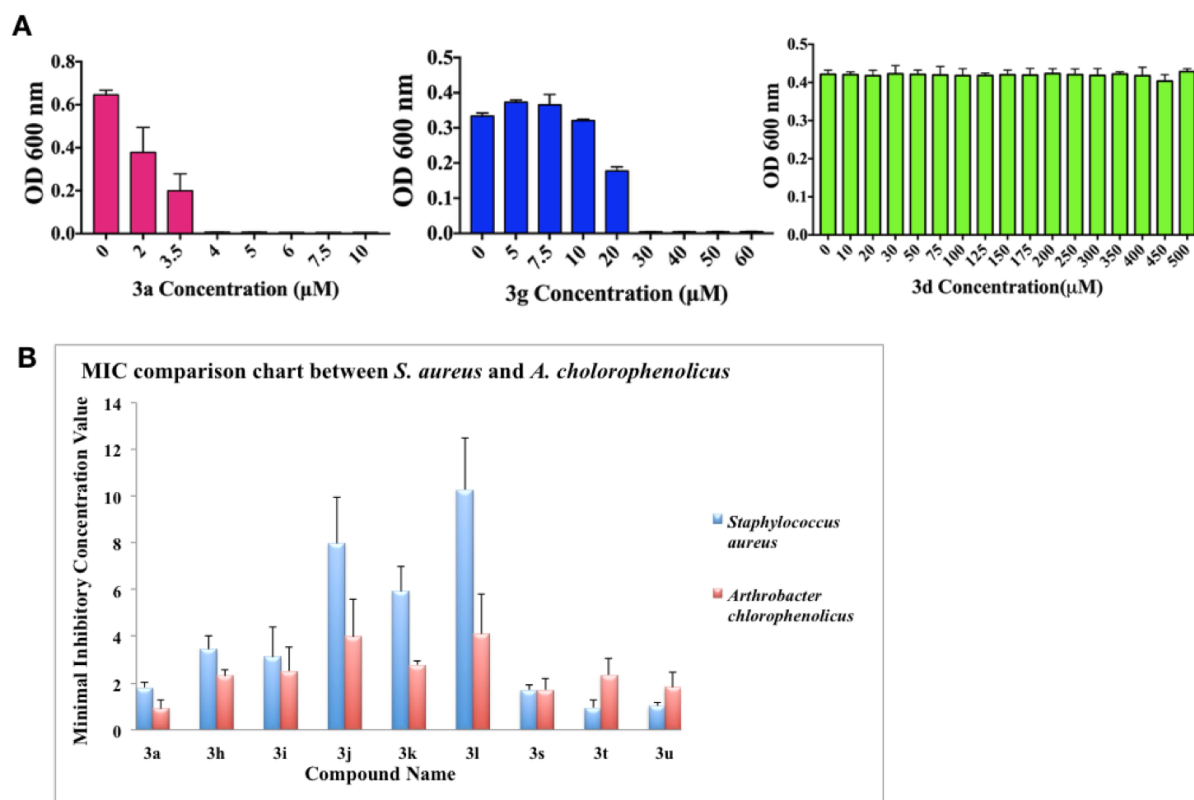 A
OD 600 nm
0.8
0.6
0.4
0.2
0.0
0 2 3.5 4 5 6 7.5 10
3a Concentration (µM)
OD 600 nm
0.5
0.4
0.3
0.2
0.1
0.0
0 5 7.5 10 20 30 40 50 60
3g Concentration (µM)
OD 600 nm
0.5
0.4
0.3
0.2
0.1
0.0
0 10 20 30 50 75 100 125 150 175 200 250 300 350 400 450 500
3d Concentration(µM)
B
MIC comparison chart between S. aureus and A. cholorophenolicus
Minimal Inhibitory Concentration Value
14
12
10
8
6
4
2
0
3a 3h 3i 3j 3k 3l 3s 3t 3u
Compound Name
Staphylococcus
aureus
Arthrobacter
chlorophenolicus